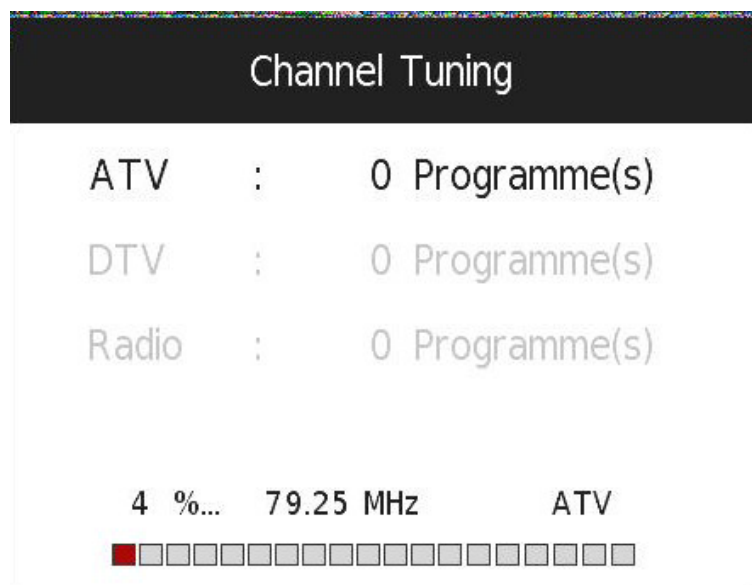 Channel Tuning
ATV : 0 Programme(s)
DTV : 0 Programme(s)
Radio : 0 Programme(s)
4 %... 79.25 MHz ATV